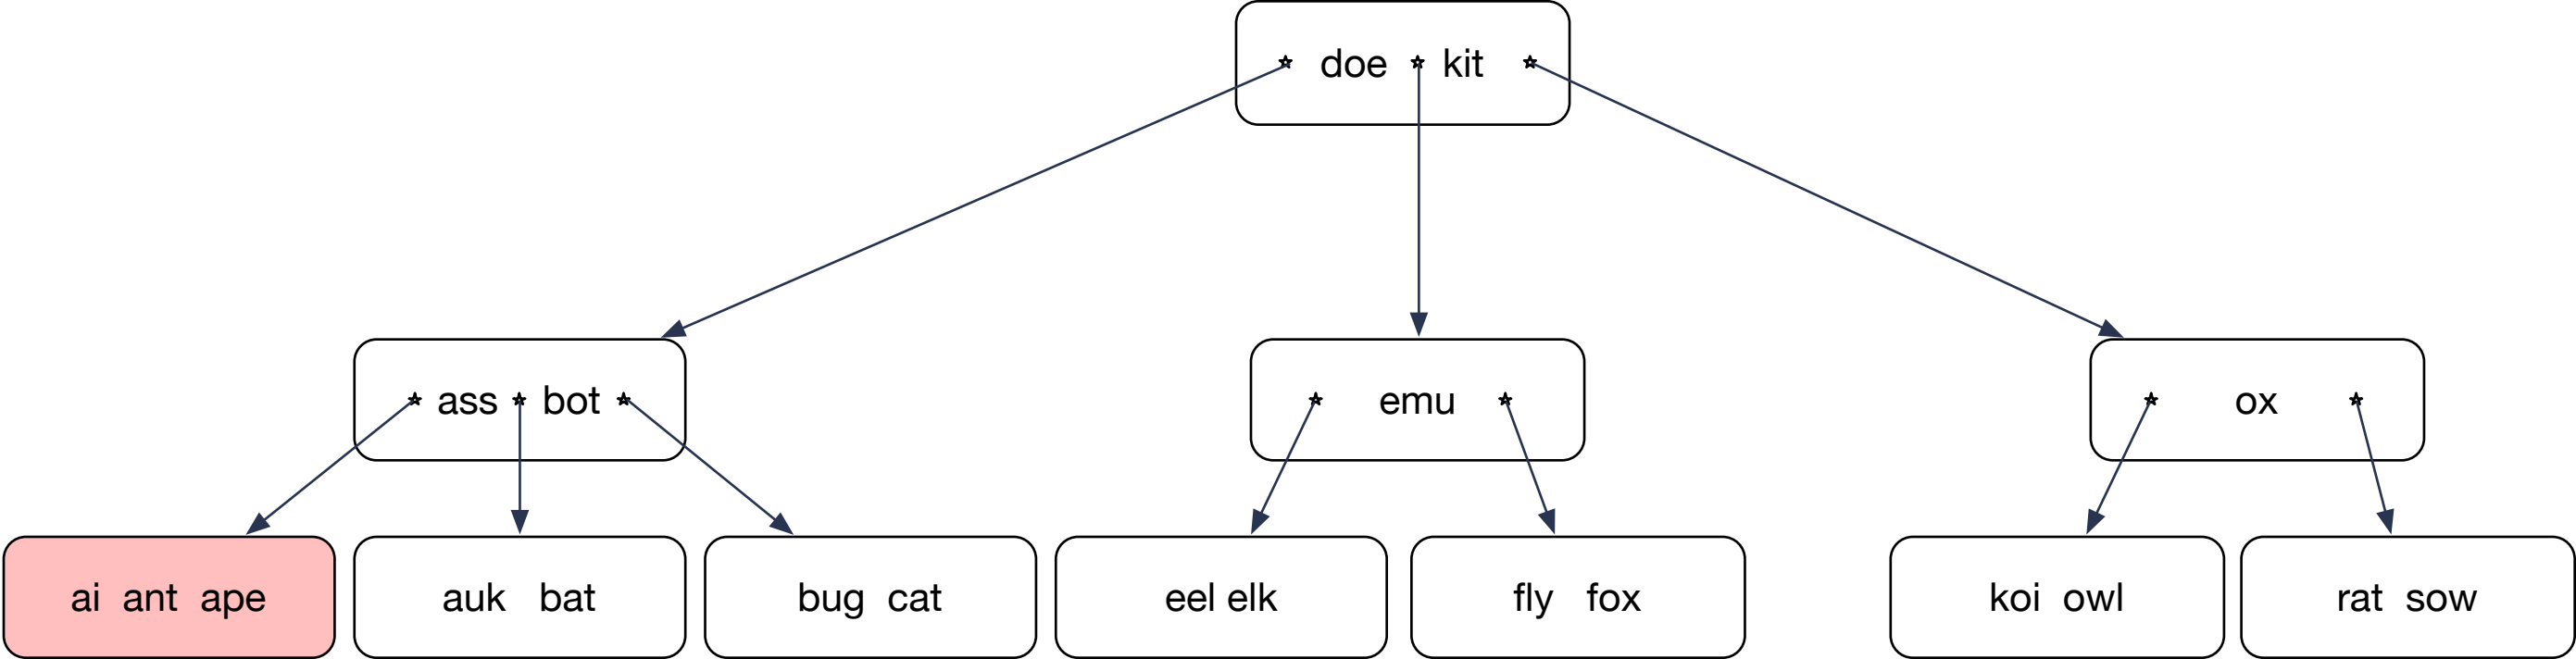 doe kit
ass bot
emu
ox
ai ant ape
auk bat
bug cat
eel elk
fly fox
koi owl
rat sow